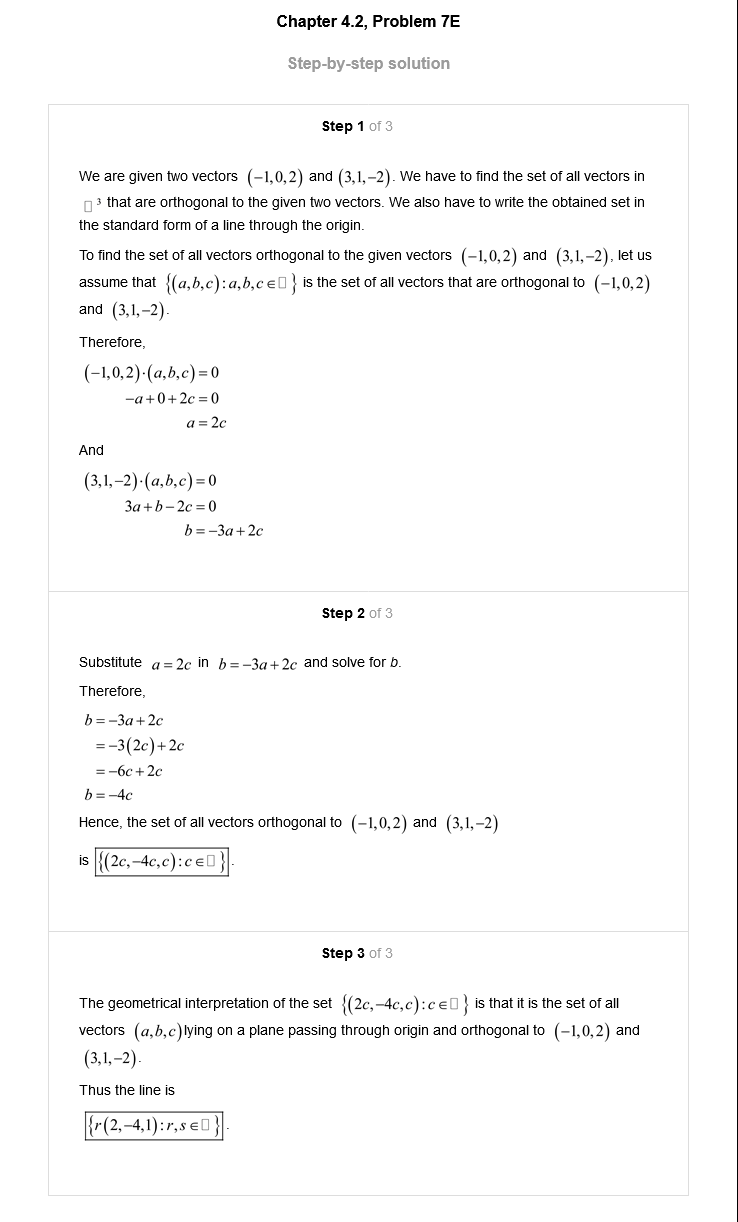 Chapter 4.2, Problem 7E
Step-by-step solution
Step 1 of 3
We are given two vectors (−1,0,2) and (3,1,−2). We have to find the set of all vectors in
□³ that are orthogonal to the given two vectors. We also have to write the obtained set in
the standard form of a line through the origin.
To find the set of all vectors orthogonal to the given vectors (−1,0,2) and (3,1,−2), let us
assume that {(a,b,c):a,b,c∈□} is the set of all vectors that are orthogonal to (−1,0,2)
and (3,1,−2).
Therefore,
(−1,0,2)·(a,b,c)=0
−a+0+2c=0
a=2c
And
(3,1,−2)·(a,b,c)=0
3a+b−2c=0
b=−3a+2c
Step 2 of 3
Substitute a=2c in b=−3a+2c and solve for b.
Therefore,
b=−3a+2c
=−3(2c)+2c
=−6c+2c
b=−4c
Hence, the set of all vectors orthogonal to (−1,0,2) and (3,1,−2)
is {(2c,−4c,c):c∈□}.
Step 3 of 3
The geometrical interpretation of the set {(2c,−4c,c):c∈□} is that it is the set of all
vectors (a,b,c)lying on a plane passing through origin and orthogonal to (−1,0,2) and
(3,1,−2).
Thus the line is
{r(2,−4,1):r,s∈□}.